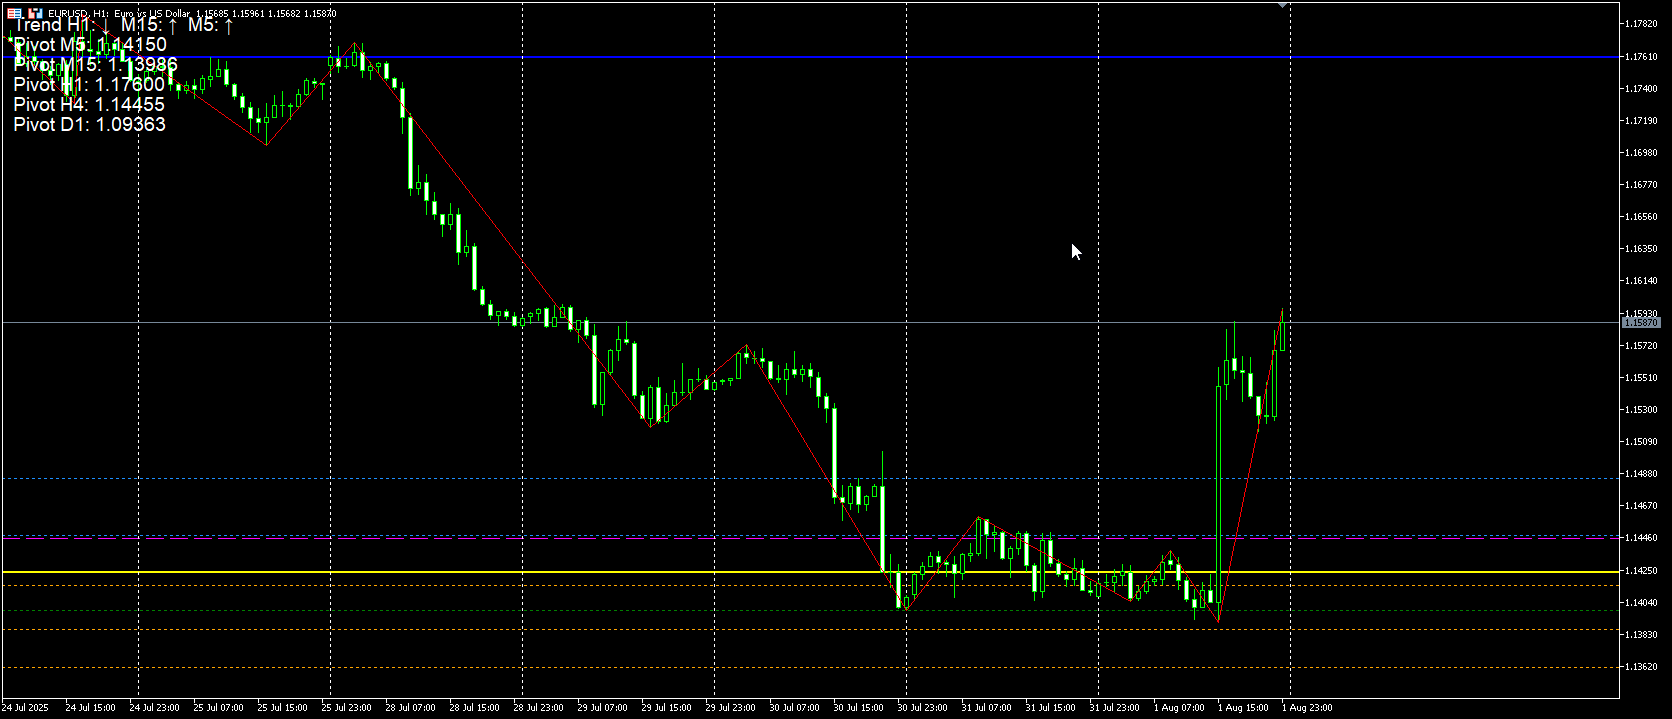 EURUSD, H1: Euro vs US Dollar 1.15685 1.15961 1.15682 1.15870
Trend H1: ↓ M15: ↑ M5: ↑
Pivot M5: 1.14150
Pivot M15: 1.13986
Pivot H1: 1.17600
Pivot H4: 1.14455
Pivot D1: 1.09363
1.17820
1.17610
1.17400
1.17190
1.16980
1.16770
1.16560
1.16350
1.16140
1.15930
1.15870
1.15720
1.15510
1.15300
1.15090
1.14880
1.14670
1.14460
1.14250
1.14040
1.13830
1.13620
24 Jul 2025 24 Jul 15:00 24 Jul 23:00 25 Jul 07:00 25 Jul 15:00 25 Jul 23:00 28 Jul 07:00 28 Jul 15:00 28 Jul 23:00 29 Jul 07:00 29 Jul 15:00 29 Jul 23:00 30 Jul 07:00 30 Jul 15:00 30 Jul 23:00 31 Jul 07:00 31 Jul 15:00 31 Jul 23:00 1 Aug 07:00 1 Aug 15:00 1 Aug 23:00